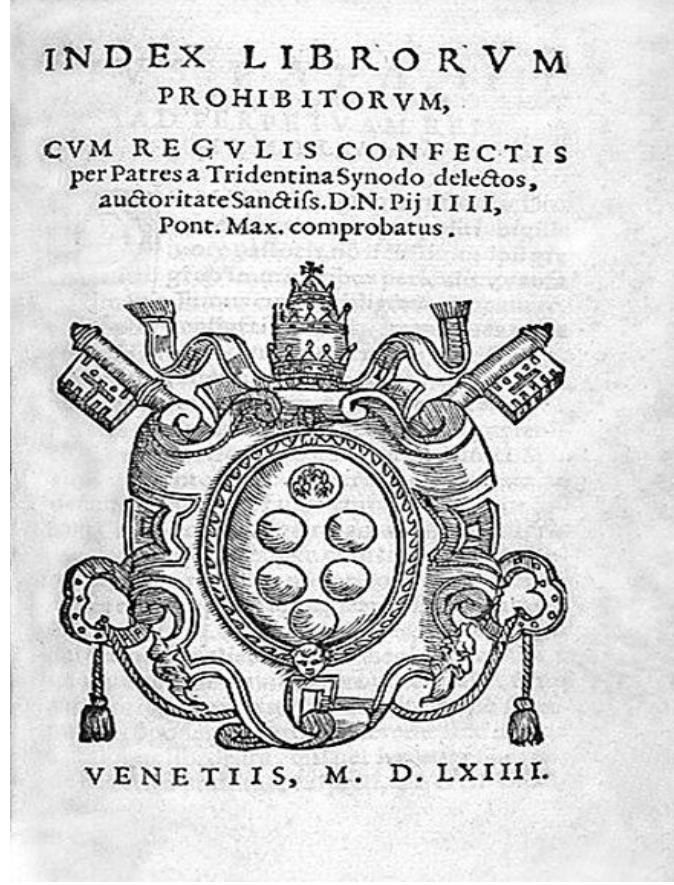 INDEX LIBRORVM
PROHIBITORVM,
CVM REGVLIS CONFECTIS
per Patres a Tridentina Synodo delectos,
auctoritate Sanctiſs. D. N. Pij IIII,
Pont. Max. comprobatus.
VENETIIS, M. D. LXIIII.